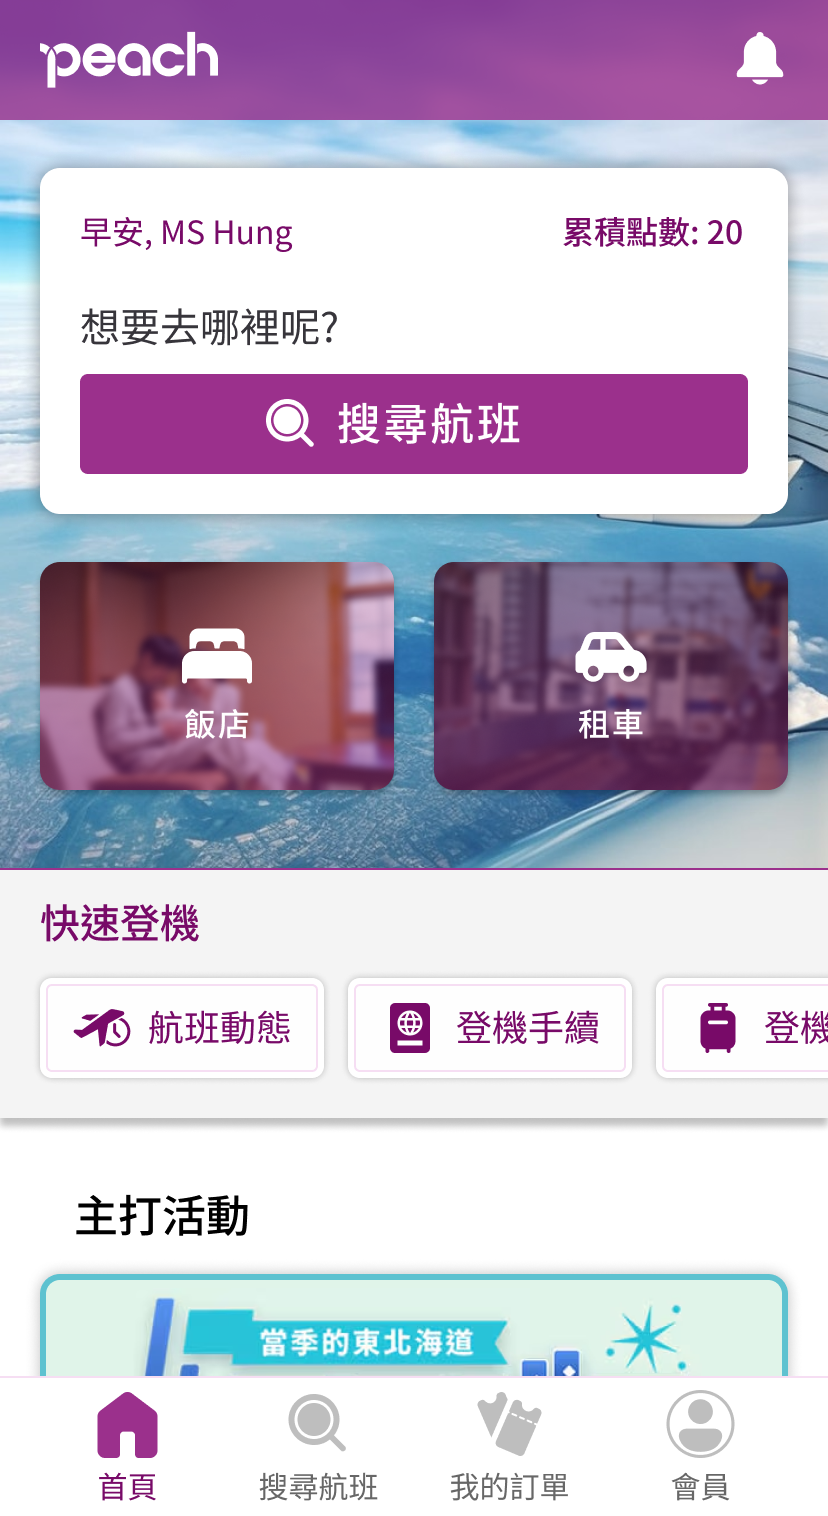 peach
早安, MS Hung
累積點數: 20
想要去哪裡呢?
搜尋航班
飯店
租車
快速登機
航班動態
登機手續
登機
主打活動
當季的東北海道
首頁
搜尋航班
我的訂單
會員